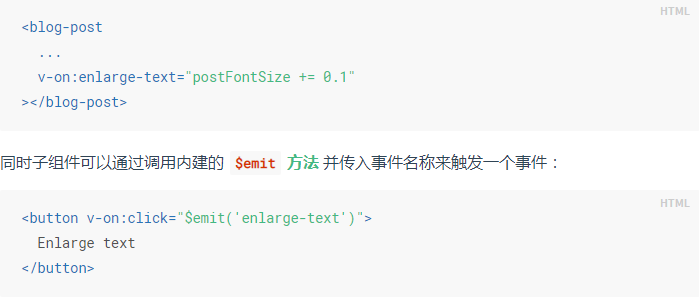 HTML
<blog-post
  ...
  v-on:enlarge-text="postFontSize += 0.1"
></blog-post>
同时子组件可以通过调用内建的 $emit 方法 并传入事件名称来触发一个事件：
HTML
<button v-on:click="$emit('enlarge-text')">
  Enlarge text
</button>